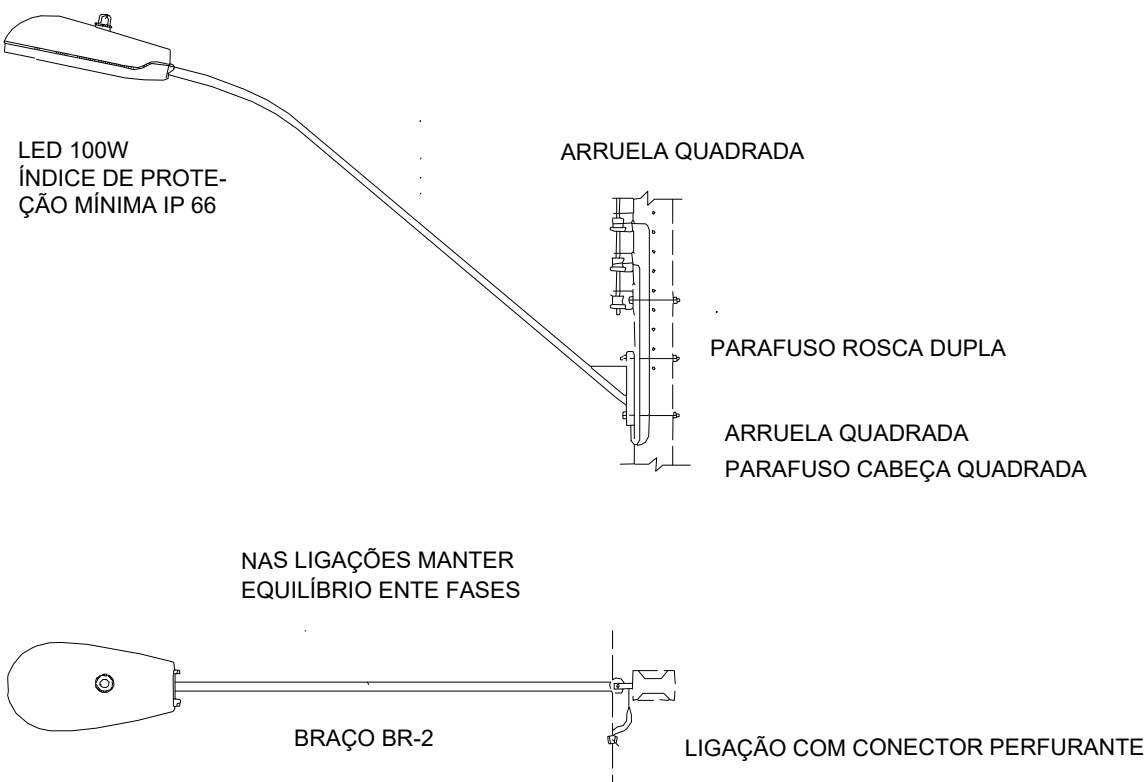 LED 100W
ÍNDICE DE PROTE-
ÇÃO MÍNIMA IP 66
ARRUELA QUADRADA
PARAFUSO ROSCA DUPLA
ARRUELA QUADRADA
PARAFUSO CABEÇA QUADRADA
NAS LIGAÇÕES MANTER
EQUILÍBRIO ENTE FASES
BRAÇO BR-2
LIGAÇÃO COM CONECTOR PERFURANTE